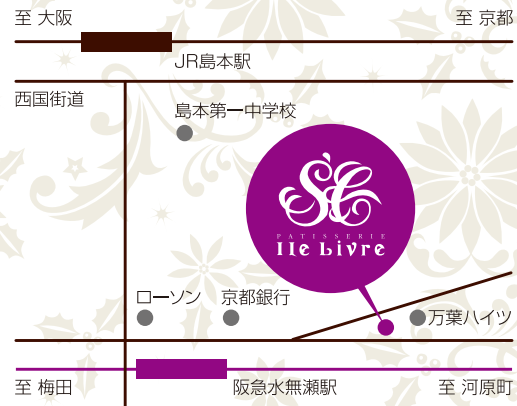 至 大阪
至 京都
JR島本駅
西国街道
島本第一中学校
PATISSERIE
Ile Livre
ローソン
京都銀行
万葉ハイツ
至 梅田
阪急水無瀬駅
至 河原町